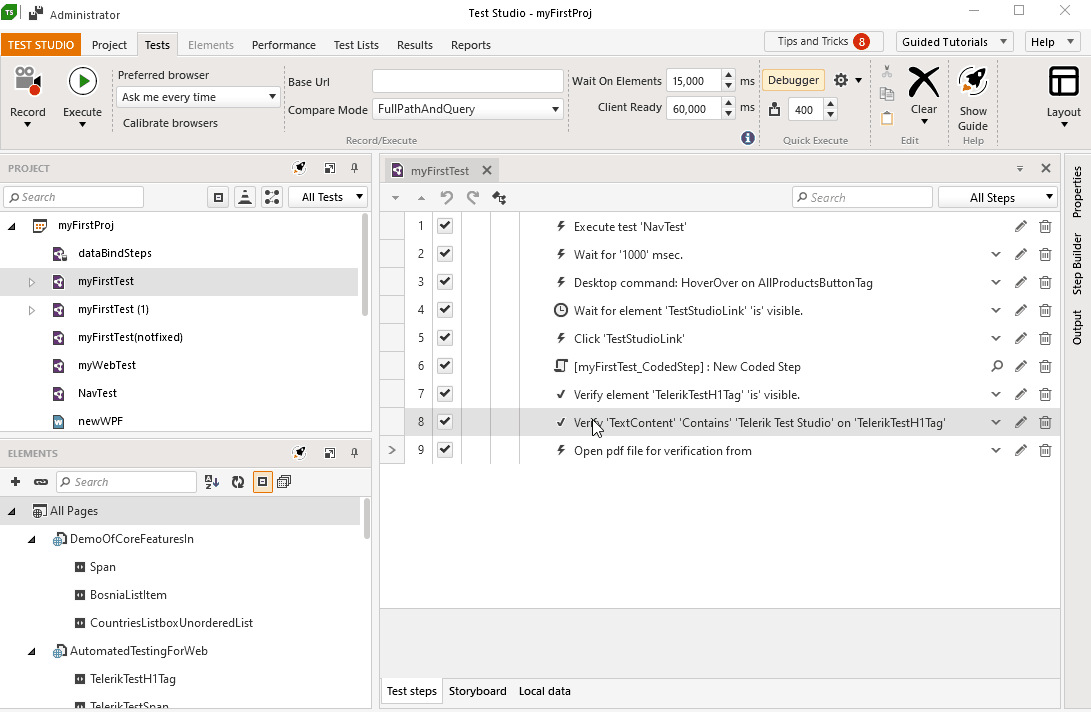 TS
Administrator
Test Studio - myFirstProj
TEST STUDIO
Project
Tests
Elements
Performance
Test Lists
Results
Reports
Tips and Tricks 8
Guided Tutorials
Help
Record
Execute
Preferred browser
Ask me every time
Calibrate browsers
Base Url
Compare Mode FullPathAndQuery
Record/Execute
Wait On Elements 15,000 ms
Client Ready 60,000 ms
Debugger
400
Quick Execute
Clear
Edit
Show
Guide
Help
Layout
PROJECT
Search
All Tests
myFirstProj
dataBindSteps
myFirstTest
myFirstTest (1)
myFirstTest(notfixed)
myWebTest
NavTest
newWPF
ELEMENTS
Search
All Pages
DemoOfCoreFeaturesIn
Span
BosniaListItem
CountriesListboxUnorderedList
AutomatedTestingForWeb
TelerikTestH1Tag
TelerikTestSpan
myFirstTest
Search
All Steps
1 Execute test 'NavTest'
2 Wait for '1000' msec.
3 Desktop command: HoverOver on AllProductsButtonTag
4 Wait for element 'TestStudioLink' 'is' visible.
5 Click 'TestStudioLink'
6 [myFirstTest_CodedStep] : New Coded Step
7 Verify element 'TelerikTestH1Tag' 'is' visible.
8 Verify 'TextContent' 'Contains' 'Telerik Test Studio' on 'TelerikTestH1Tag'
9 Open pdf file for verification from
Test steps
Storyboard
Local data
Properties
Step Builder
Output